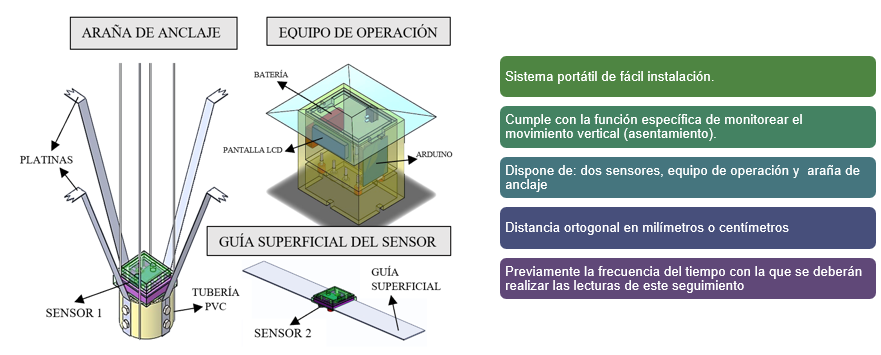 ARAÑA DE ANCLAJE
EQUIPO DE OPERACIÓN
BATERÍA
PLATINAS
PANTALLA LCD
ARDUINO
GUÍA SUPERFICIAL DEL SENSOR
SENSOR 1
TUBERÍA
PVC
GUÍA
SUPERFICIAL
SENSOR 2
Sistema portátil de fácil instalación.
Cumple con la función específica de monitorear el
movimiento vertical (asentamiento).
Dispone de: dos sensores, equipo de operación y araña de
anclaje
Distancia ortogonal en milímetros o centímetros
Previamente la frecuencia del tiempo con la que se deberán
realizar las lecturas de este seguimiento